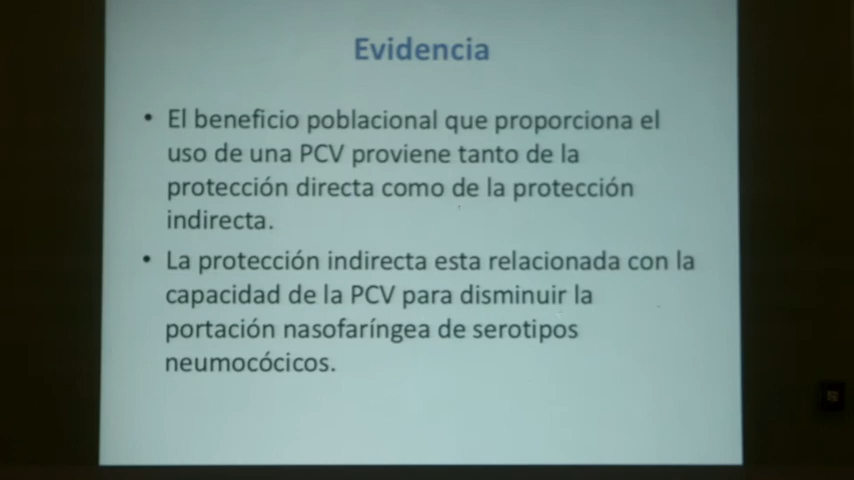 Evidencia
• El beneficio poblacional que proporciona el
uso de una PCV proviene tanto de la
protección directa como de la protección
indirecta.
• La protección indirecta esta relacionada con la
capacidad de la PCV para disminuir la
portación nasofaríngea de serotipos
neumocócicos.